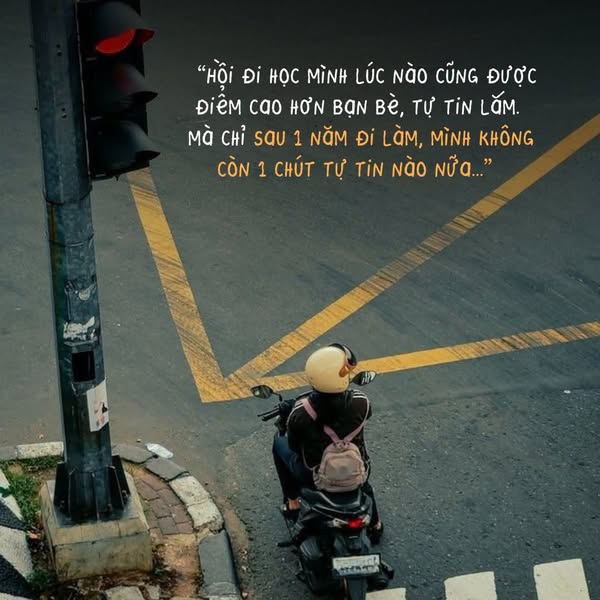 “HỒI ĐI HỌC MÌNH LÚC NÀO CŨNG ĐƯỢC
ĐIỂM CAO HƠN BẠN BÈ, TỰ TIN LẮM.
MÀ CHỈ SAU 1 NĂM ĐI LÀM, MÌNH KHÔNG
CÒN 1 CHÚT TỰ TIN NÀO NỮA...”